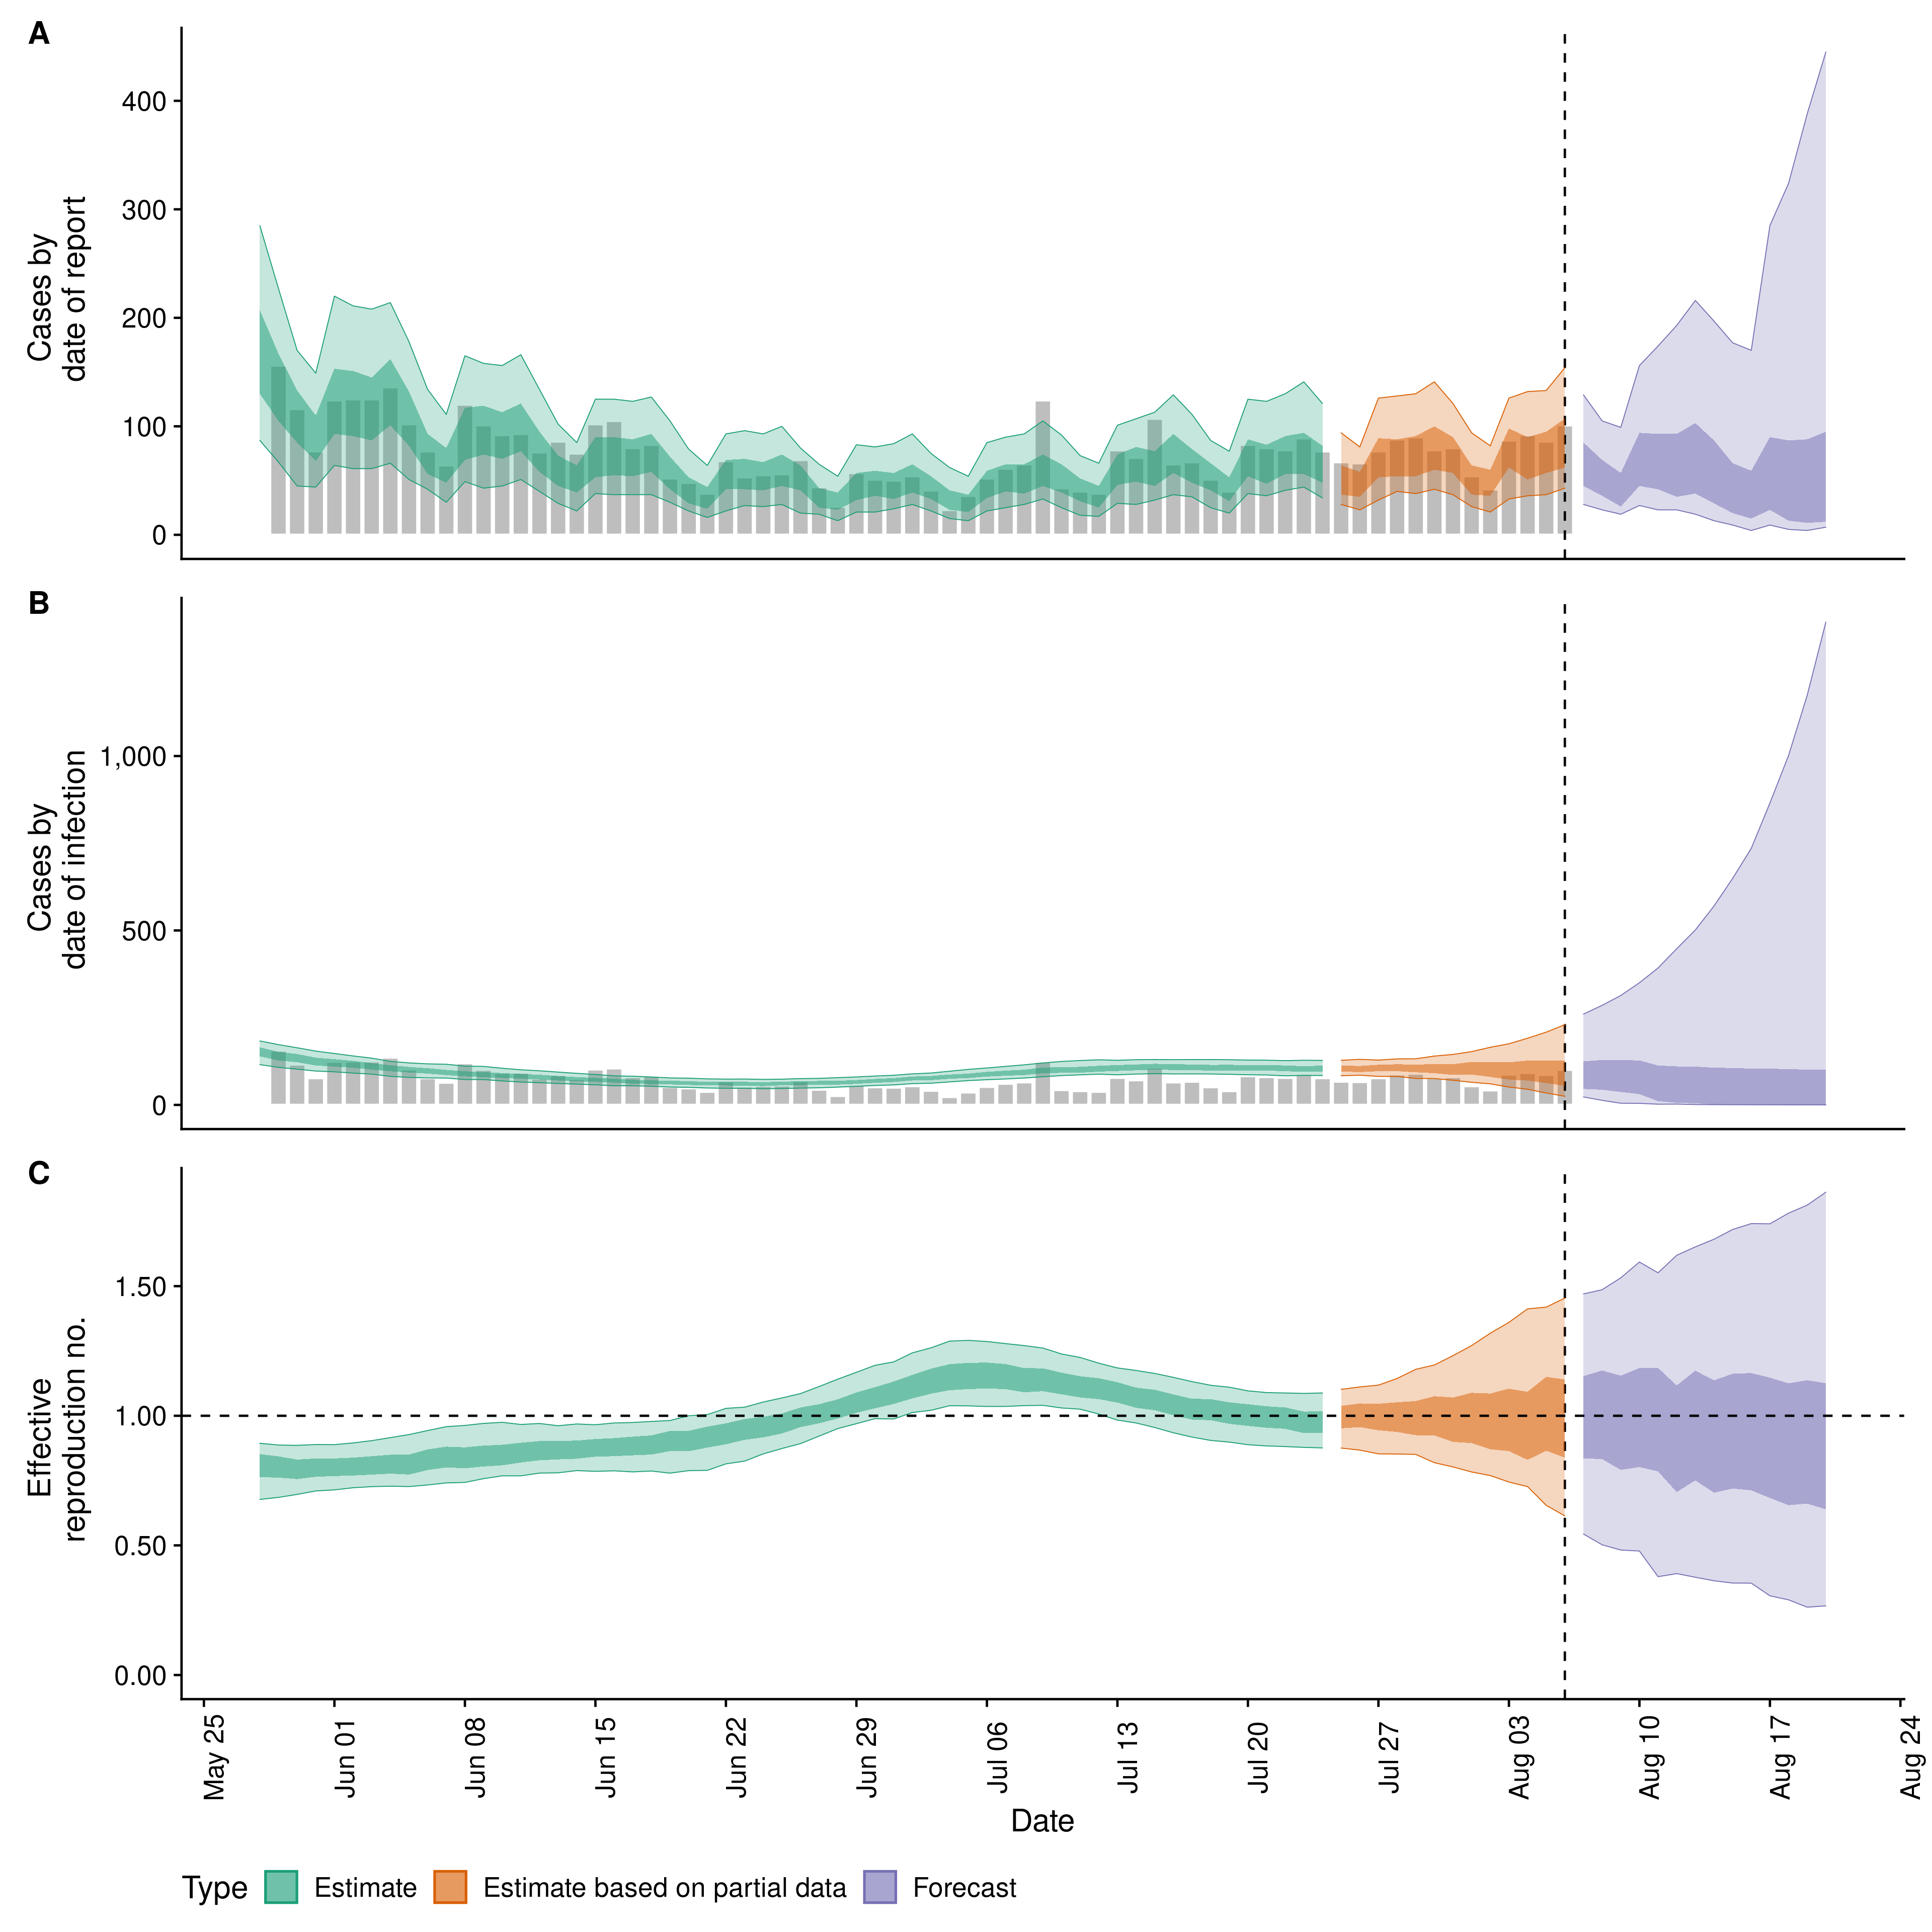 A
Cases by
date of report
400
300
200
100
0
B
Cases by
date of infection
1,000
500
0
C
Effective
reproduction no.
1.50
1.00
0.50
0.00
May 25
Jun 01
Jun 08
Jun 15
Jun 22
Jun 29
Jul 06
Jul 13
Jul 20
Jul 27
Aug 03
Aug 10
Aug 17
Aug 24
Date
Type Estimate Estimate based on partial data Forecast